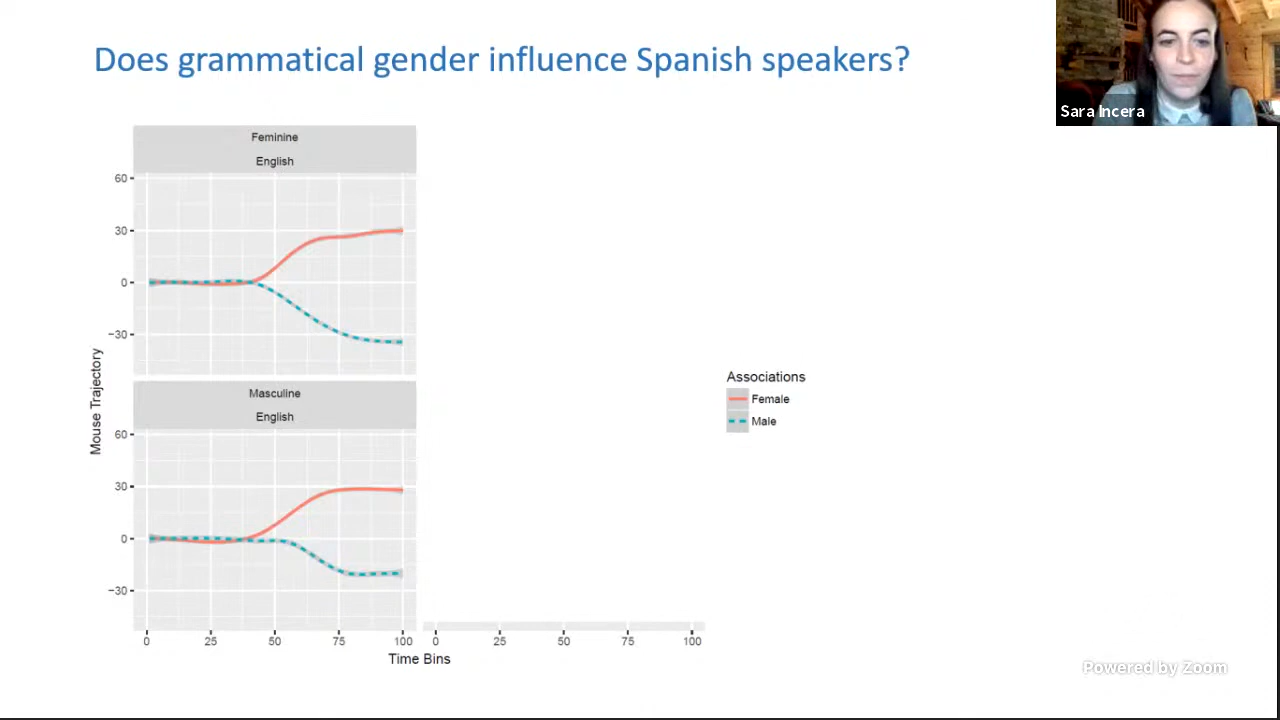 Does grammatical gender influence Spanish speakers?
Sara Incera
Feminine
English
60
30
0
−30
Mouse Trajectory
Masculine
English
60
30
0
−30
0 25 50 75 100 0 25 50 75 100
Time Bins
Associations
Female
Male
Powered by Zoom